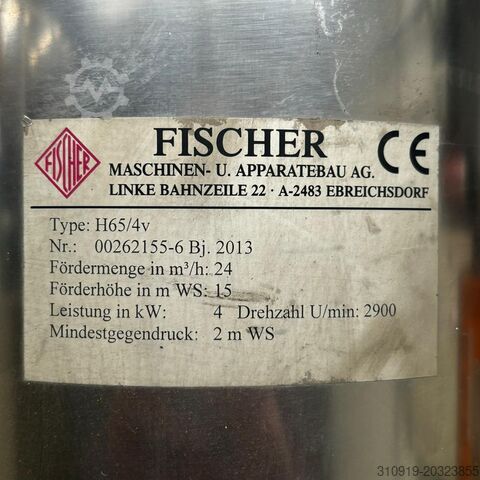 FISCHER
FISCHER
MASCHINEN- U. APPARATEBAU AG.
LINKE BAHNZEILE 22 · A-2483 EBREICHSDORF
CE
Type: H65/4v
Nr.: 00262155-6 Bj. 2013
Fördermenge in m³/h: 24
Förderhöhe in m WS: 15
Leistung in kW: 4 Drehzahl U/min: 2900
Mindestgegendruck: 2 m WS
310919-20323855